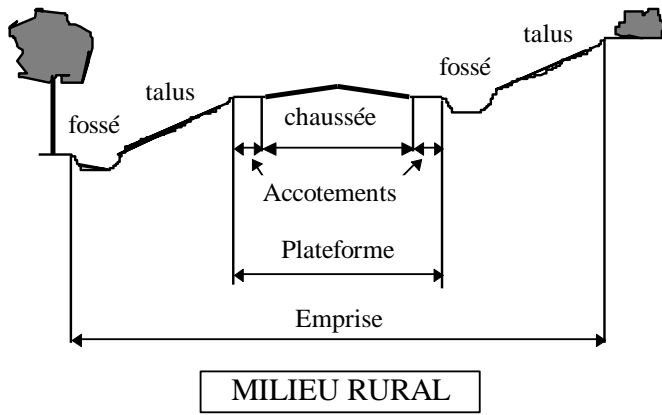 talus
fossé
talus
fossé
chaussée
Accotements
Plateforme
Emprise
MILIEU RURAL